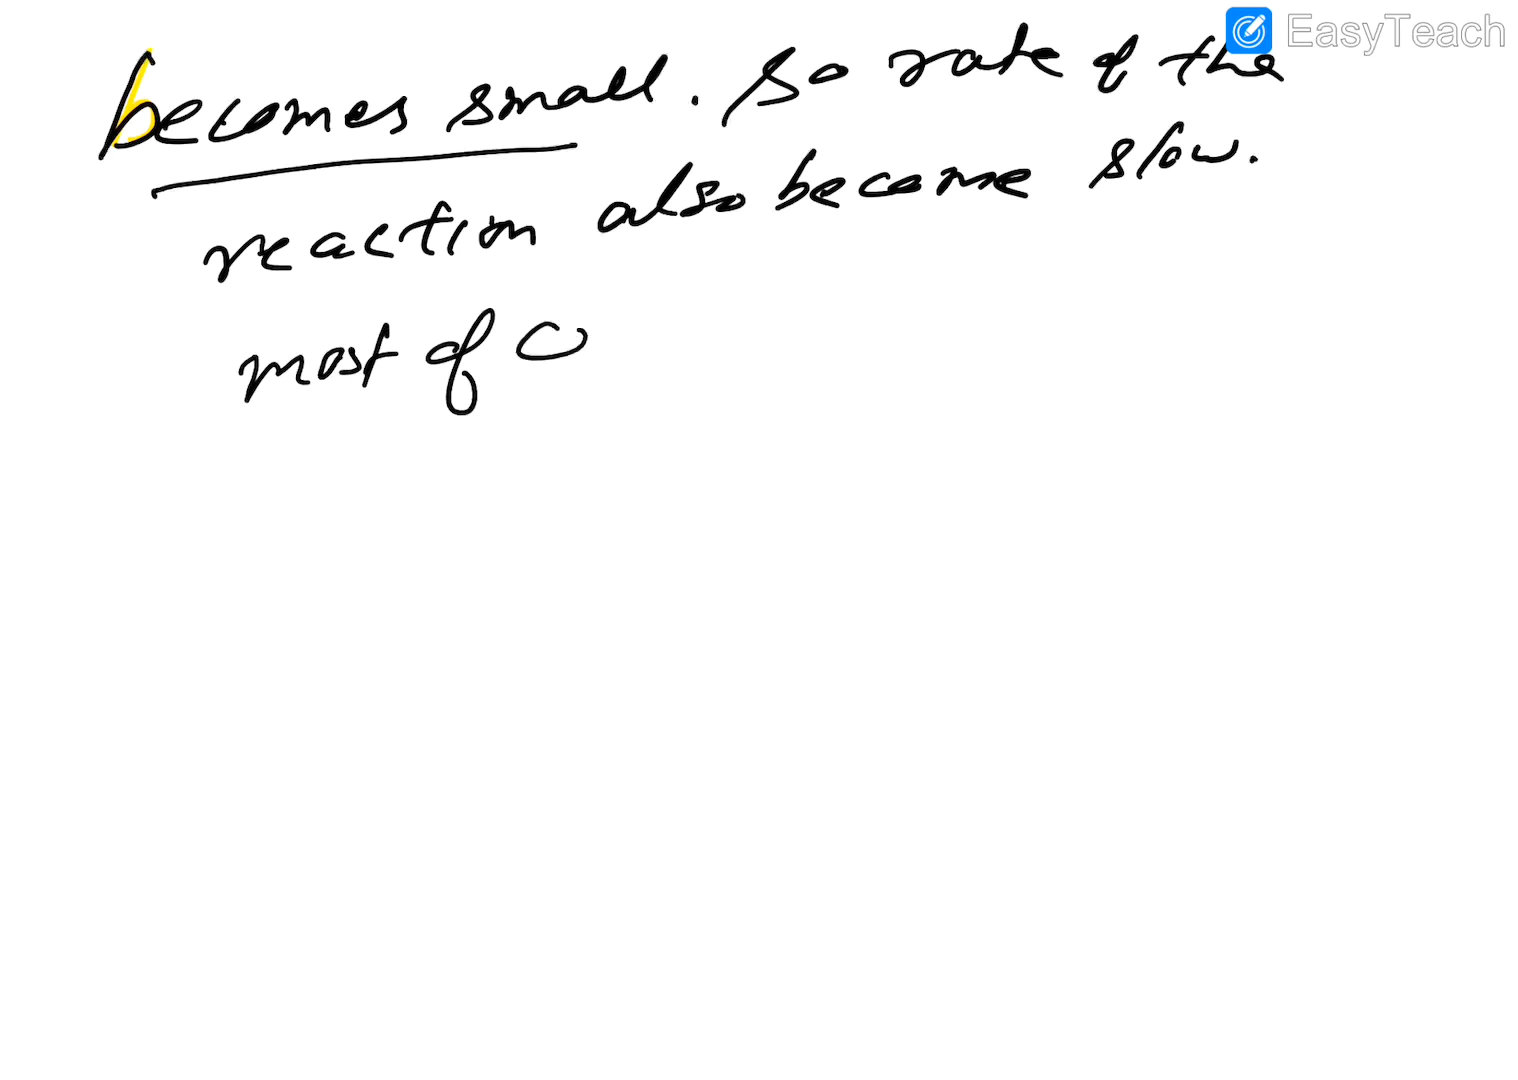 EasyTeach
becomes small. So rate of the
reaction also become slow.
most of